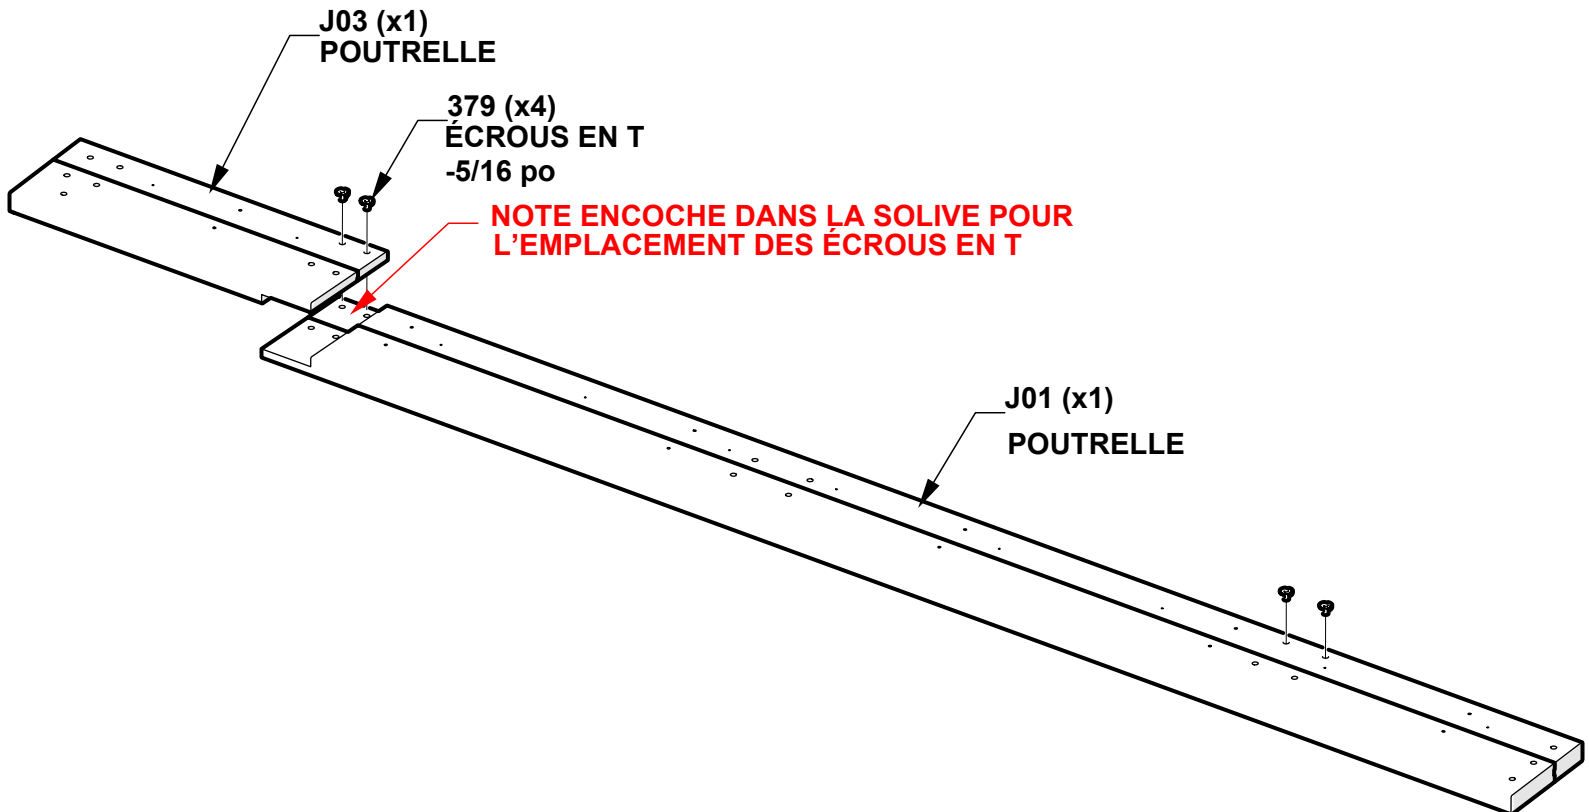 J03 (x1)
POUTRELLE
379 (x4)
ÉCROUS EN T
-5/16 po
NOTE ENCOCHE DANS LA SOLIVE POUR
L’EMPLACEMENT DES ÉCROUS EN T
J01 (x1)
POUTRELLE